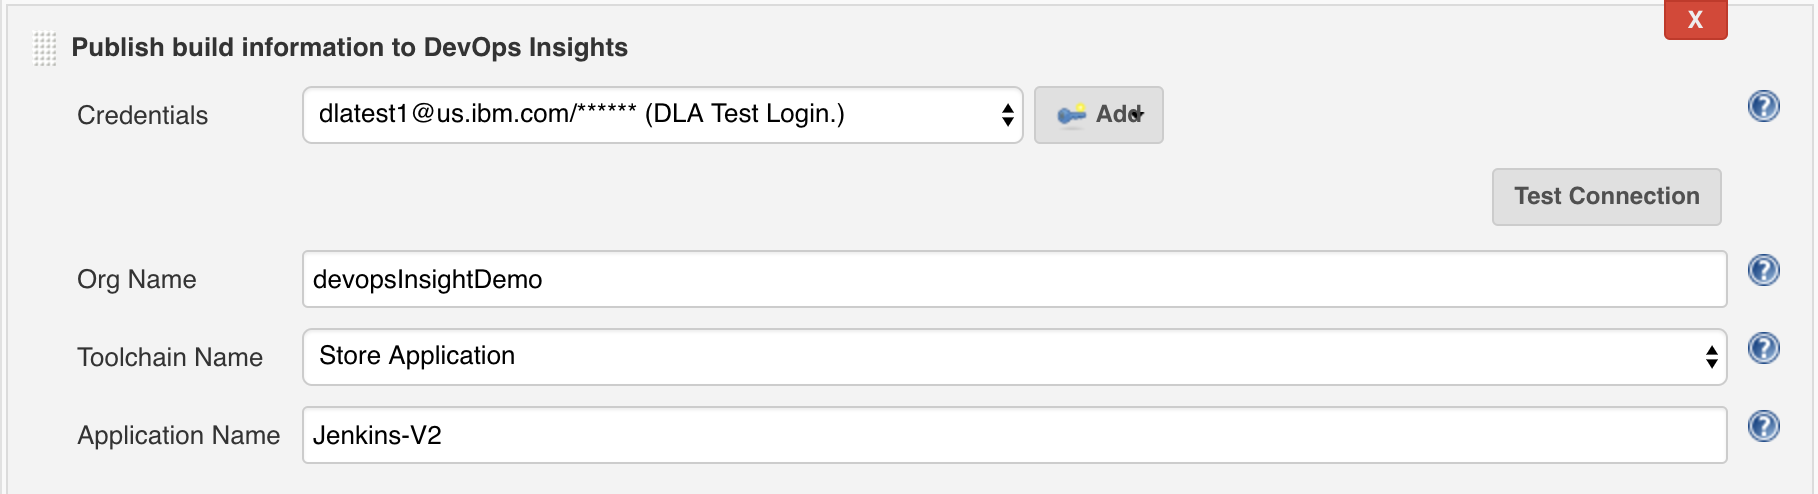 X
Publish build information to DevOps Insights
Credentials
dlatest1@us.ibm.com/****** (DLA Test Login.)
Add
Test Connection
Org Name
devopsInsightDemo
Toolchain Name
Store Application
Application Name
Jenkins-V2